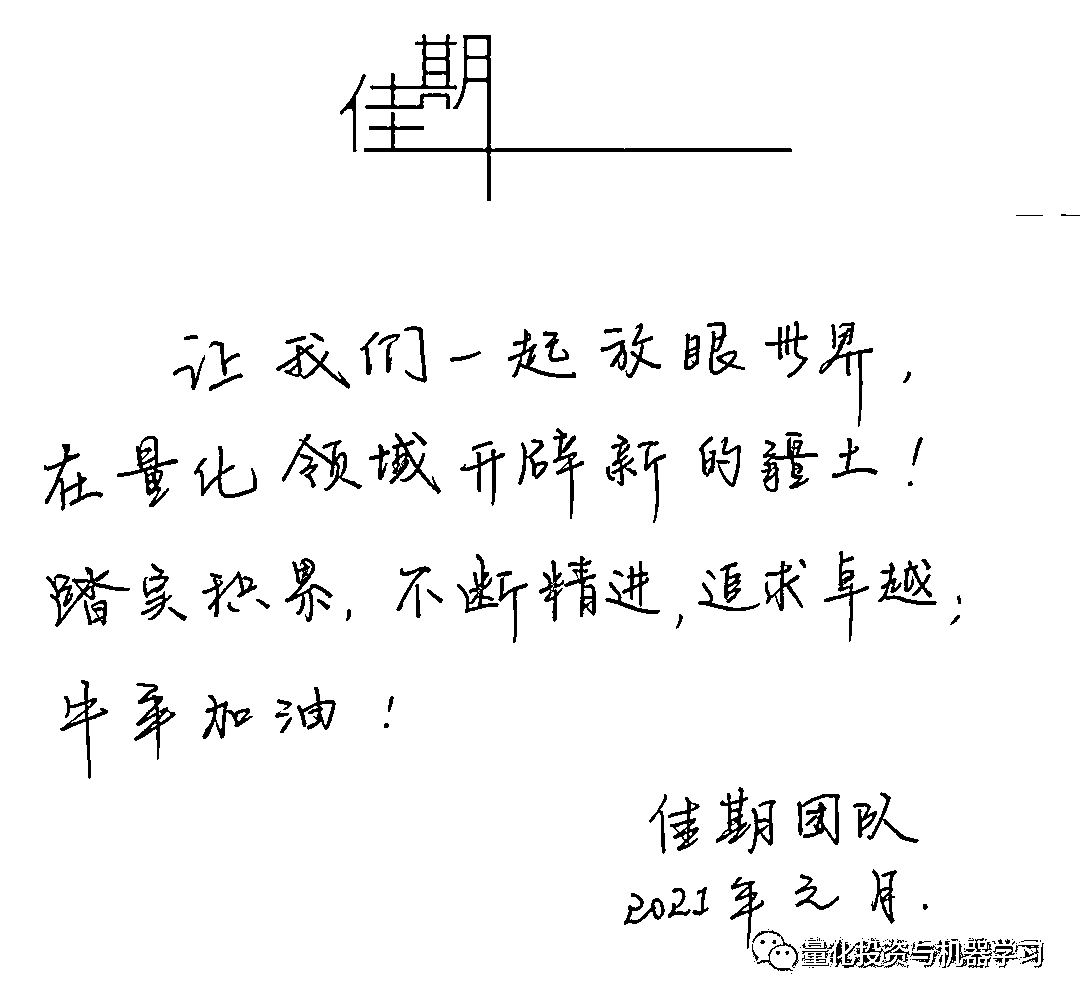 佳期
让我们一起放眼世界,
在量化领域开辟新的疆土!
踏实积累,不断精进,追求卓越;
牛年加油!
佳期团队
2021年元月.
量化投资与机器学习